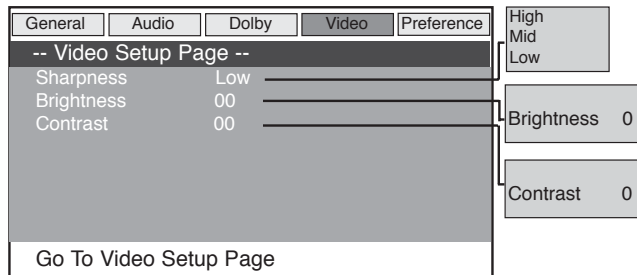 General Audio Dolby Video Preference
-- Video Setup Page --
Sharpness Low
Brightness 00
Contrast 00
Go To Video Setup Page
High
Mid
Low
Brightness 0
Contrast 0